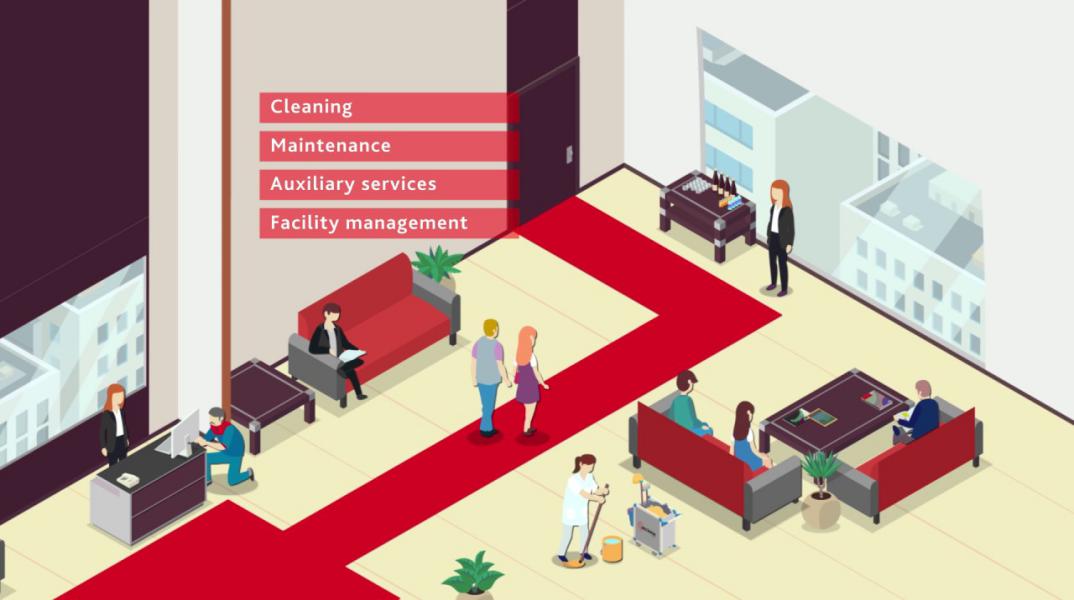 Cleaning
Maintenance
Auxiliary services
Facility management